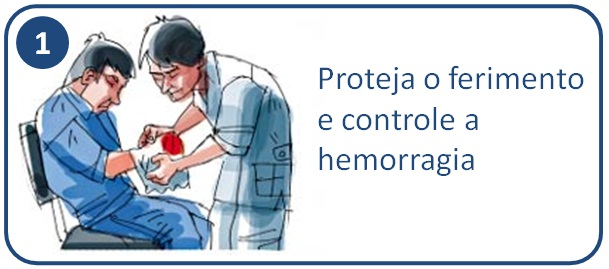 1
Proteja o ferimento
e controle a
hemorragia